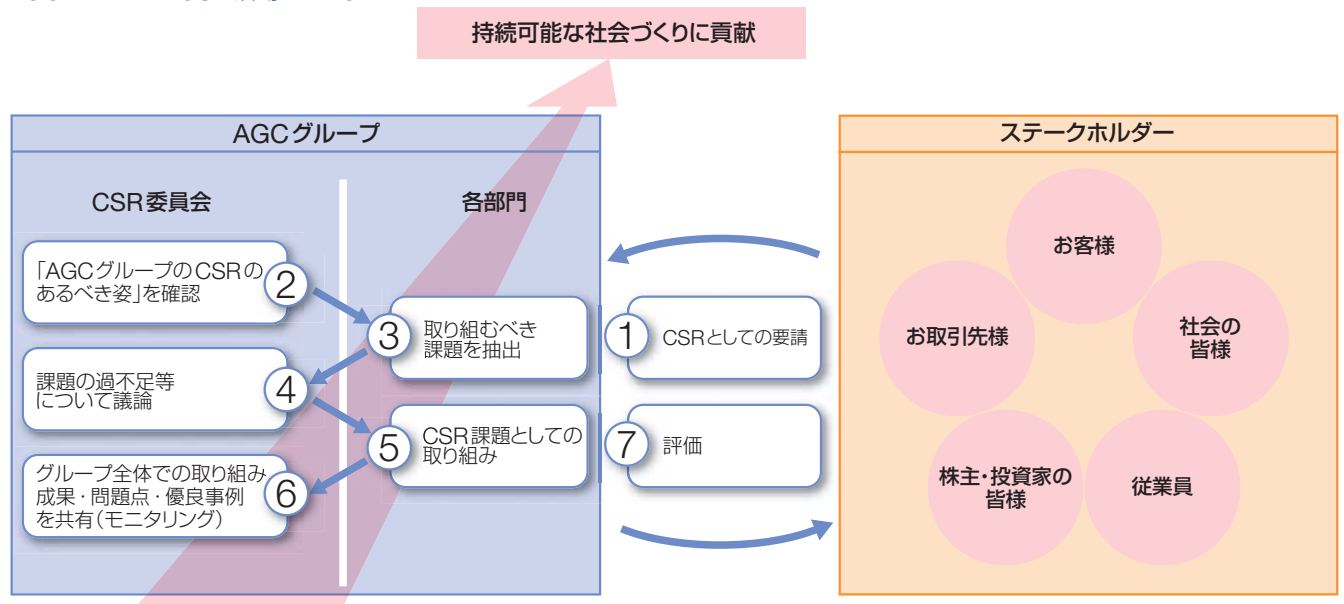 持続可能な社会づくりに貢献
AGCグループ
CSR委員会
各部門
「AGCグループのCSRの
あるべき姿」を確認
2
3
取り組むべき
課題を抽出
課題の過不足等
について議論
4
5
CSR課題としての
取り組み
グループ全体での取り組み
成果・問題点・優良事例
を共有(モニタリング)
6
1
CSRとしての要請
7
評価
ステークホルダー
お客様
お取引先様
社会の
皆様
株主・投資家の
皆様
従業員